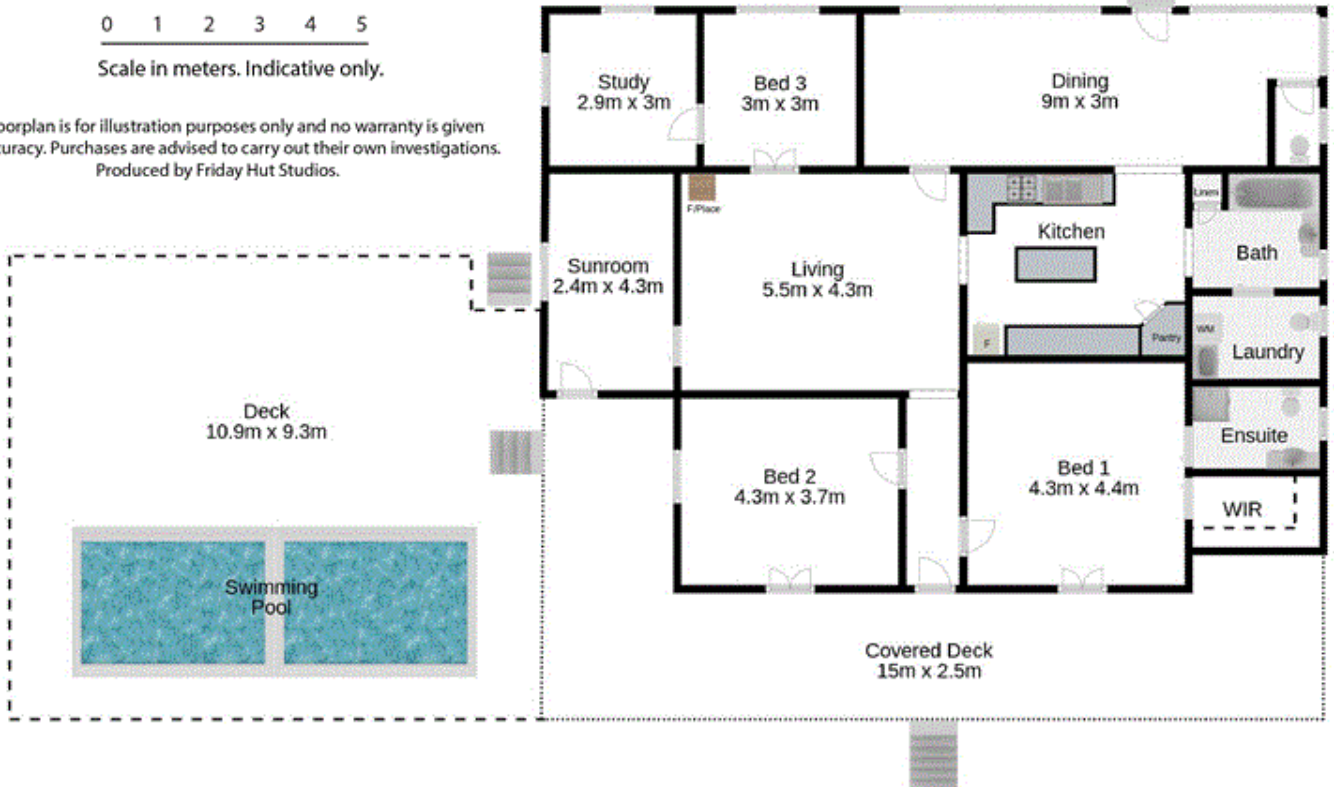 0 1 2 3 4 5
Scale in meters. Indicative only.
oorplan is for illustration purposes only and no warranty is given
curacy. Purchases are advised to carry out their own investigations.
Produced by Friday Hut Studios.
Study
2.9m x 3m
Bed 3
3m x 3m
Dining
9m x 3m
F/Place
Linen
Kitchen
Bath
Sunroom
2.4m x 4.3m
Living
5.5m x 4.3m
WM
F
Pantry
Laundry
Deck
10.9m x 9.3m
Ensuite
Bed 2
4.3m x 3.7m
Bed 1
4.3m x 4.4m
WIR
Swimming
Pool
Covered Deck
15m x 2.5m